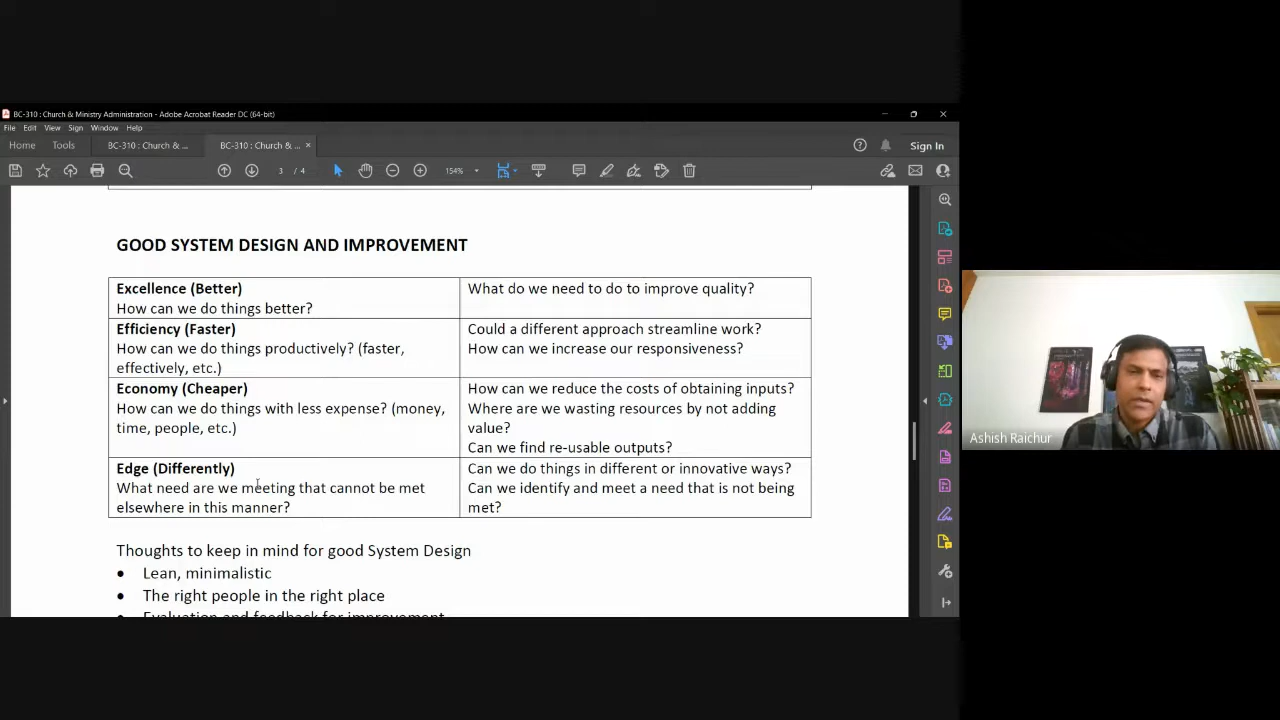 BC-310 : Church & Ministry Administration - Adobe Acrobat Reader DC (64-bit)
File Edit View Sign Window Help
Home Tools BC-310 : Church & ... BC-310 : Church & ... × Sign In
3 / 4 154%
GOOD SYSTEM DESIGN AND IMPROVEMENT
Excellence (Better)
How can we do things better?
What do we need to do to improve quality?
Efficiency (Faster)
How can we do things productively? (faster,
effectively, etc.)
Could a different approach streamline work?
How can we increase our responsiveness?
Economy (Cheaper)
How can we do things with less expense? (money,
time, people, etc.)
How can we reduce the costs of obtaining inputs?
Where are we wasting resources by not adding
value?
Can we find re-usable outputs?
Edge (Differently)
What need are we meeting that cannot be met
elsewhere in this manner?
Can we do things in different or innovative ways?
Can we identify and meet a need that is not being
met?
Thoughts to keep in mind for good System Design
• Lean, minimalistic
• The right people in the right place
• Evaluation and feedback for improvement
Ashish Raichur